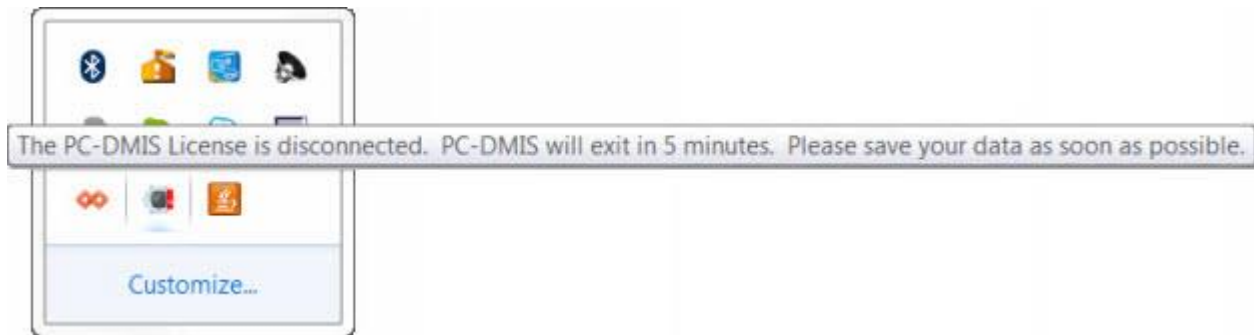 The PC-DMIS License is disconnected. PC-DMIS will exit in 5 minutes. Please save your data as soon as possible.
Customize...